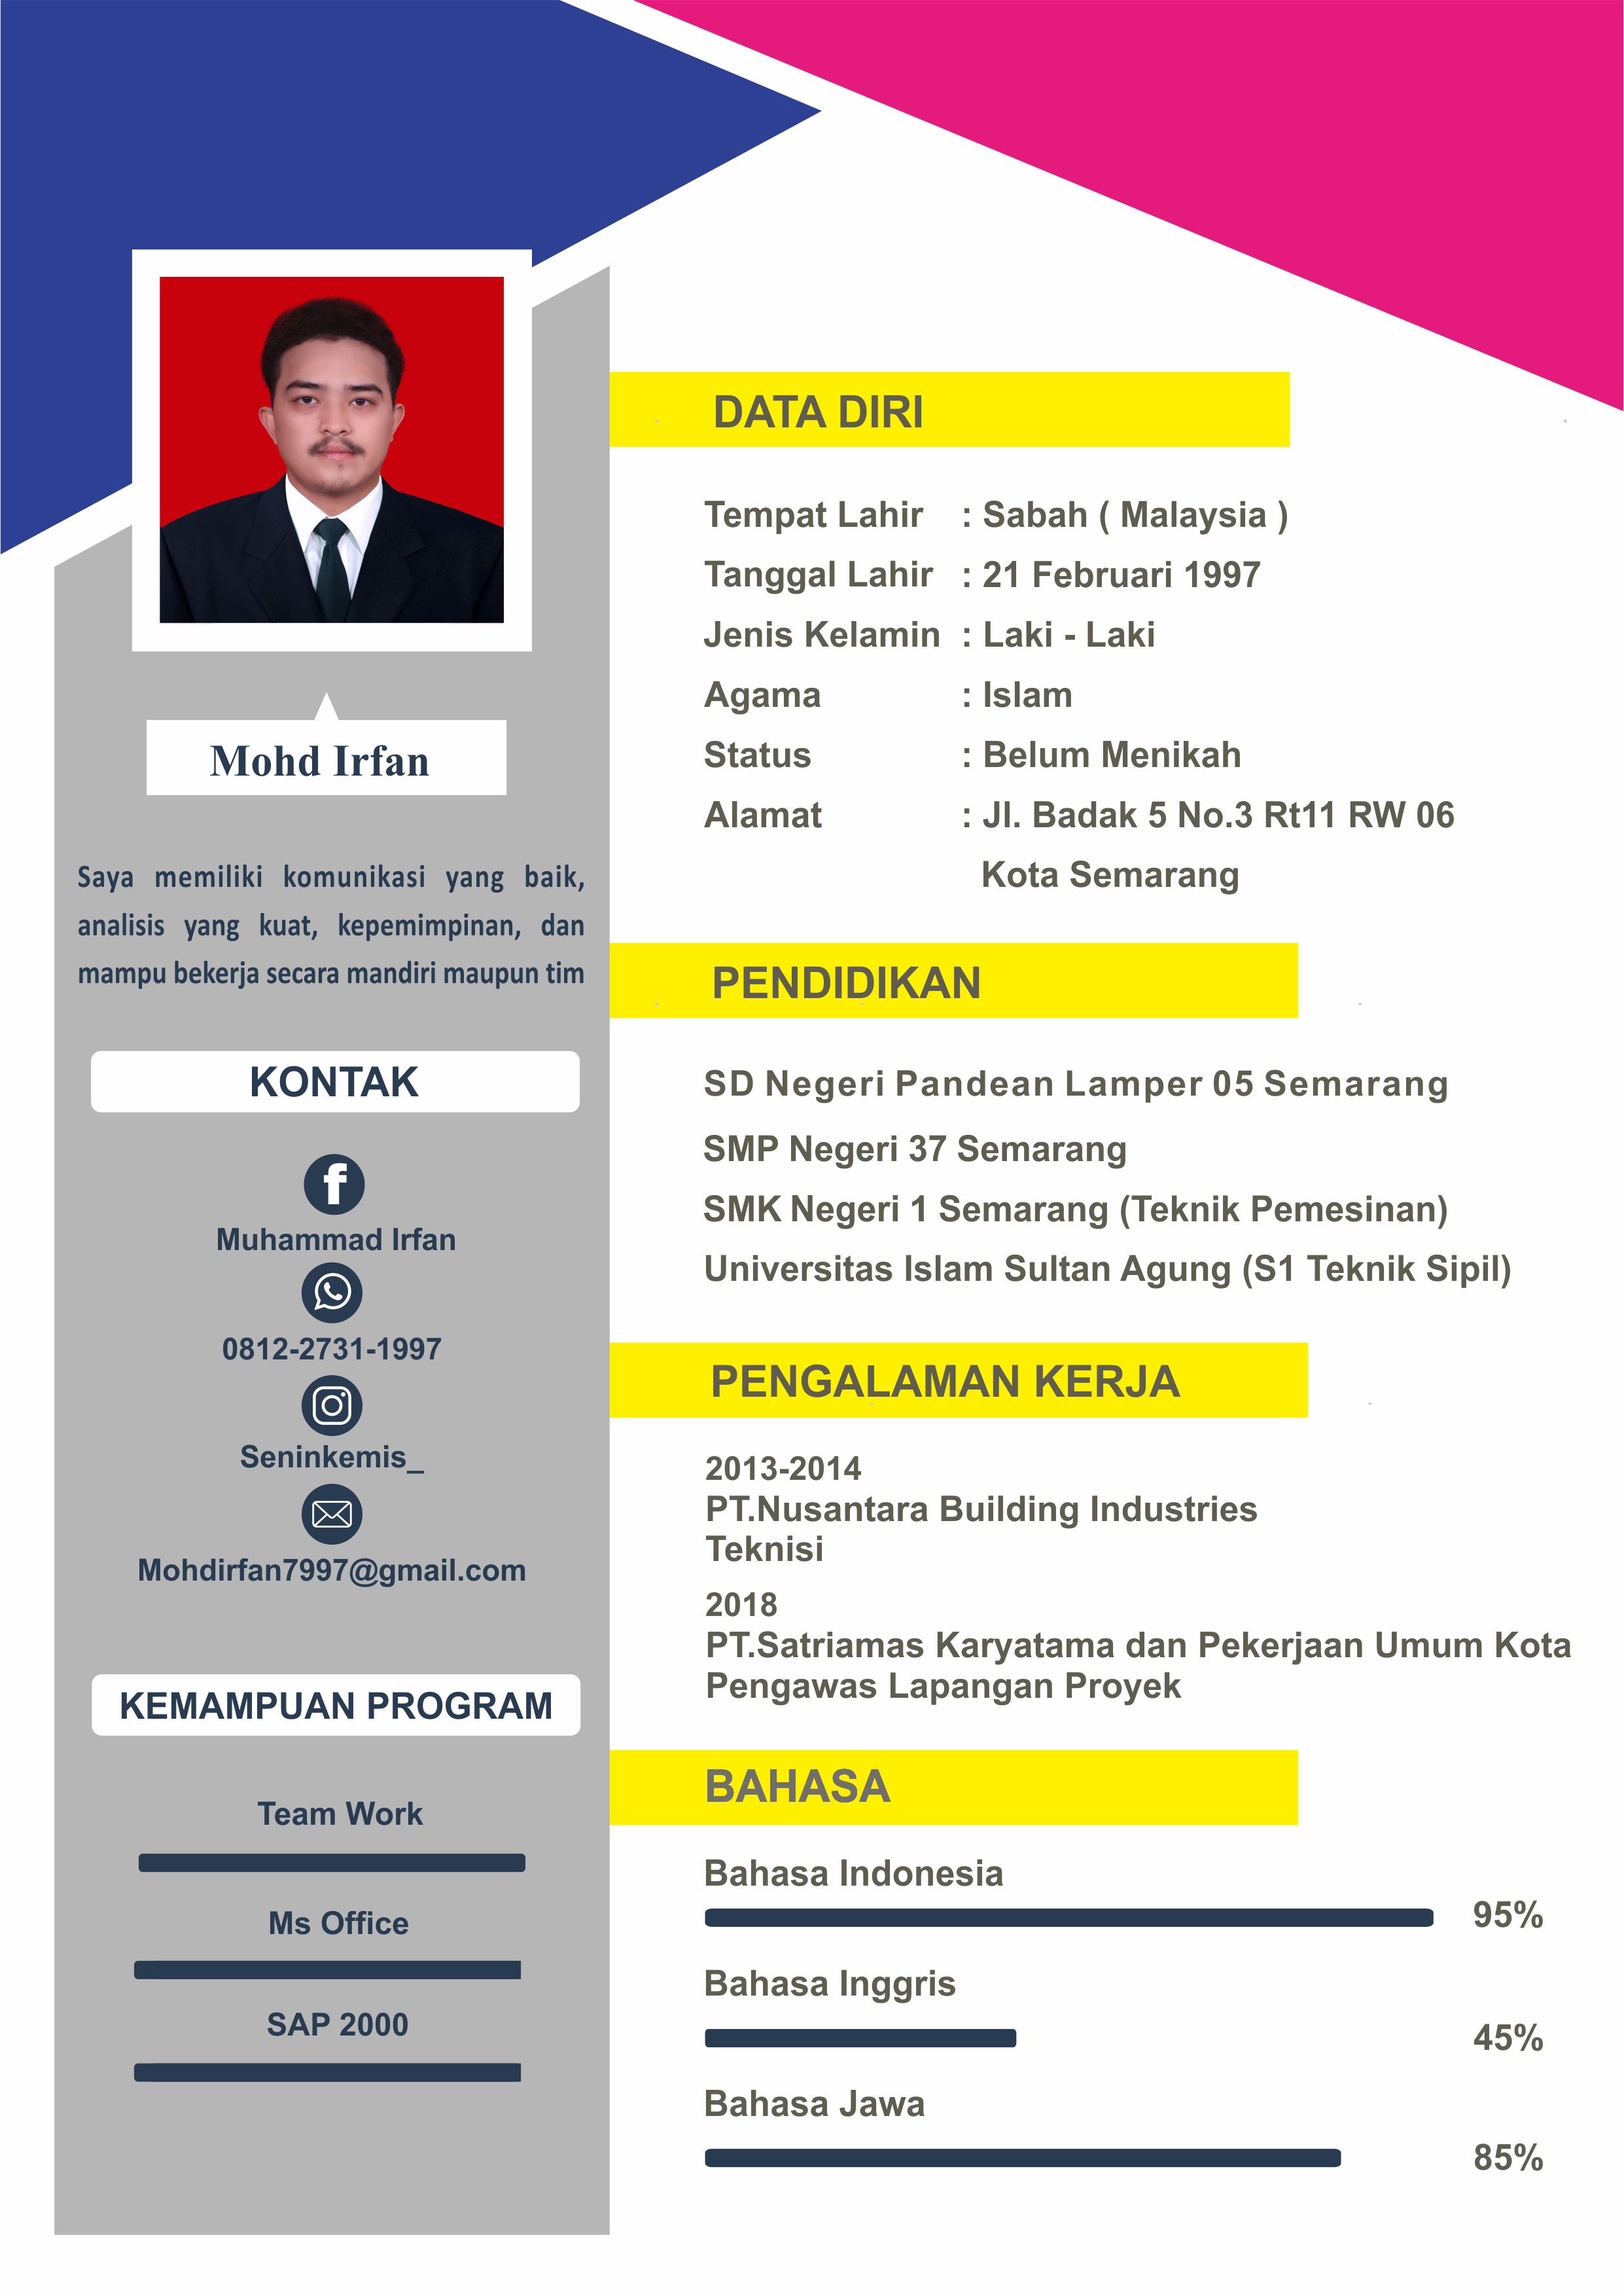 Mohd Irfan
Saya memiliki komunikasi yang baik,
analisis yang kuat, kepemimpinan, dan
mampu bekerja secara mandiri maupun tim
KONTAK
Muhammad Irfan
0812-2731-1997
Seninkemis_
Mohdirfan7997@gmail.com
KEMAMPUAN PROGRAM
Team Work
Ms Office
SAP 2000
DATA DIRI
Tempat Lahir : Sabah ( Malaysia )
Tanggal Lahir : 21 Februari 1997
Jenis Kelamin : Laki - Laki
Agama : Islam
Status : Belum Menikah
Alamat : Jl. Badak 5 No.3 Rt11 RW 06
Kota Semarang
PENDIDIKAN
SD Negeri Pandean Lamper 05 Semarang
SMP Negeri 37 Semarang
SMK Negeri 1 Semarang (Teknik Pemesinan)
Universitas Islam Sultan Agung (S1 Teknik Sipil)
PENGALAMAN KERJA
2013-2014
PT.Nusantara Building Industries
Teknisi
2018
PT.Satriamas Karyatama dan Pekerjaan Umum Kota
Pengawas Lapangan Proyek
BAHASA
Bahasa Indonesia
95%
Bahasa Inggris
45%
Bahasa Jawa
85%